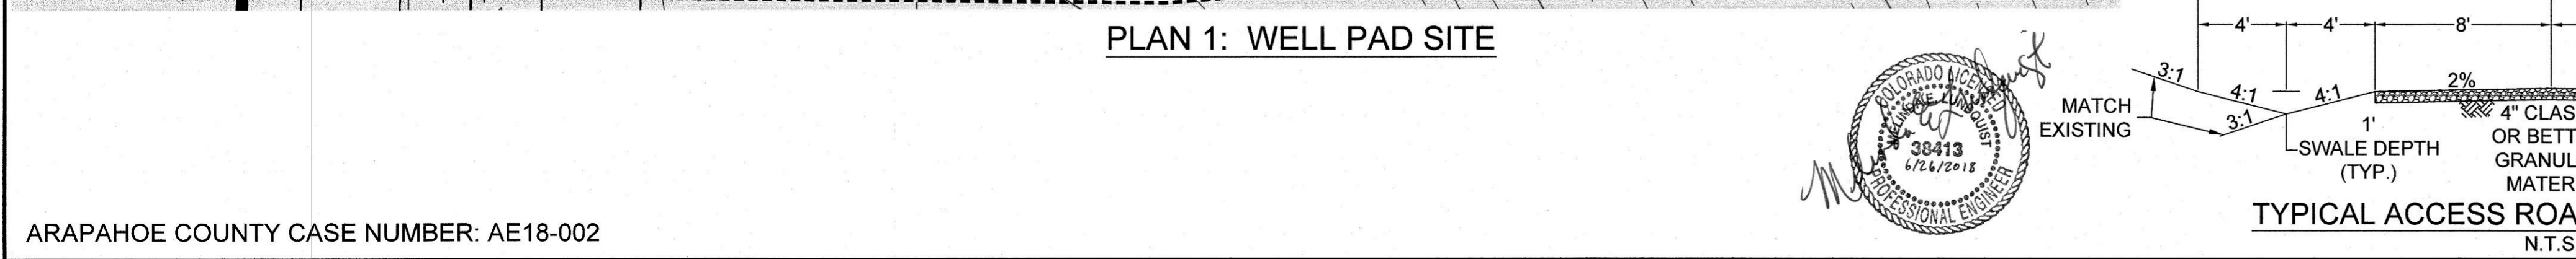 PLAN 1: WELL PAD SITE
ARAPAHOE COUNTY CASE NUMBER: AE18-002
COLORADO LICENSED
LUNDQUIST
38413
6/26/2018
PROFESSIONAL ENGINEER
4' 4' 8'
3:1 4:1 4:1 2%
3:1
MATCH
EXISTING
1'
SWALE DEPTH
(TYP.)
4" CLAS
OR BETT
GRANUL
MATER
TYPICAL ACCESS ROA
N.T.S